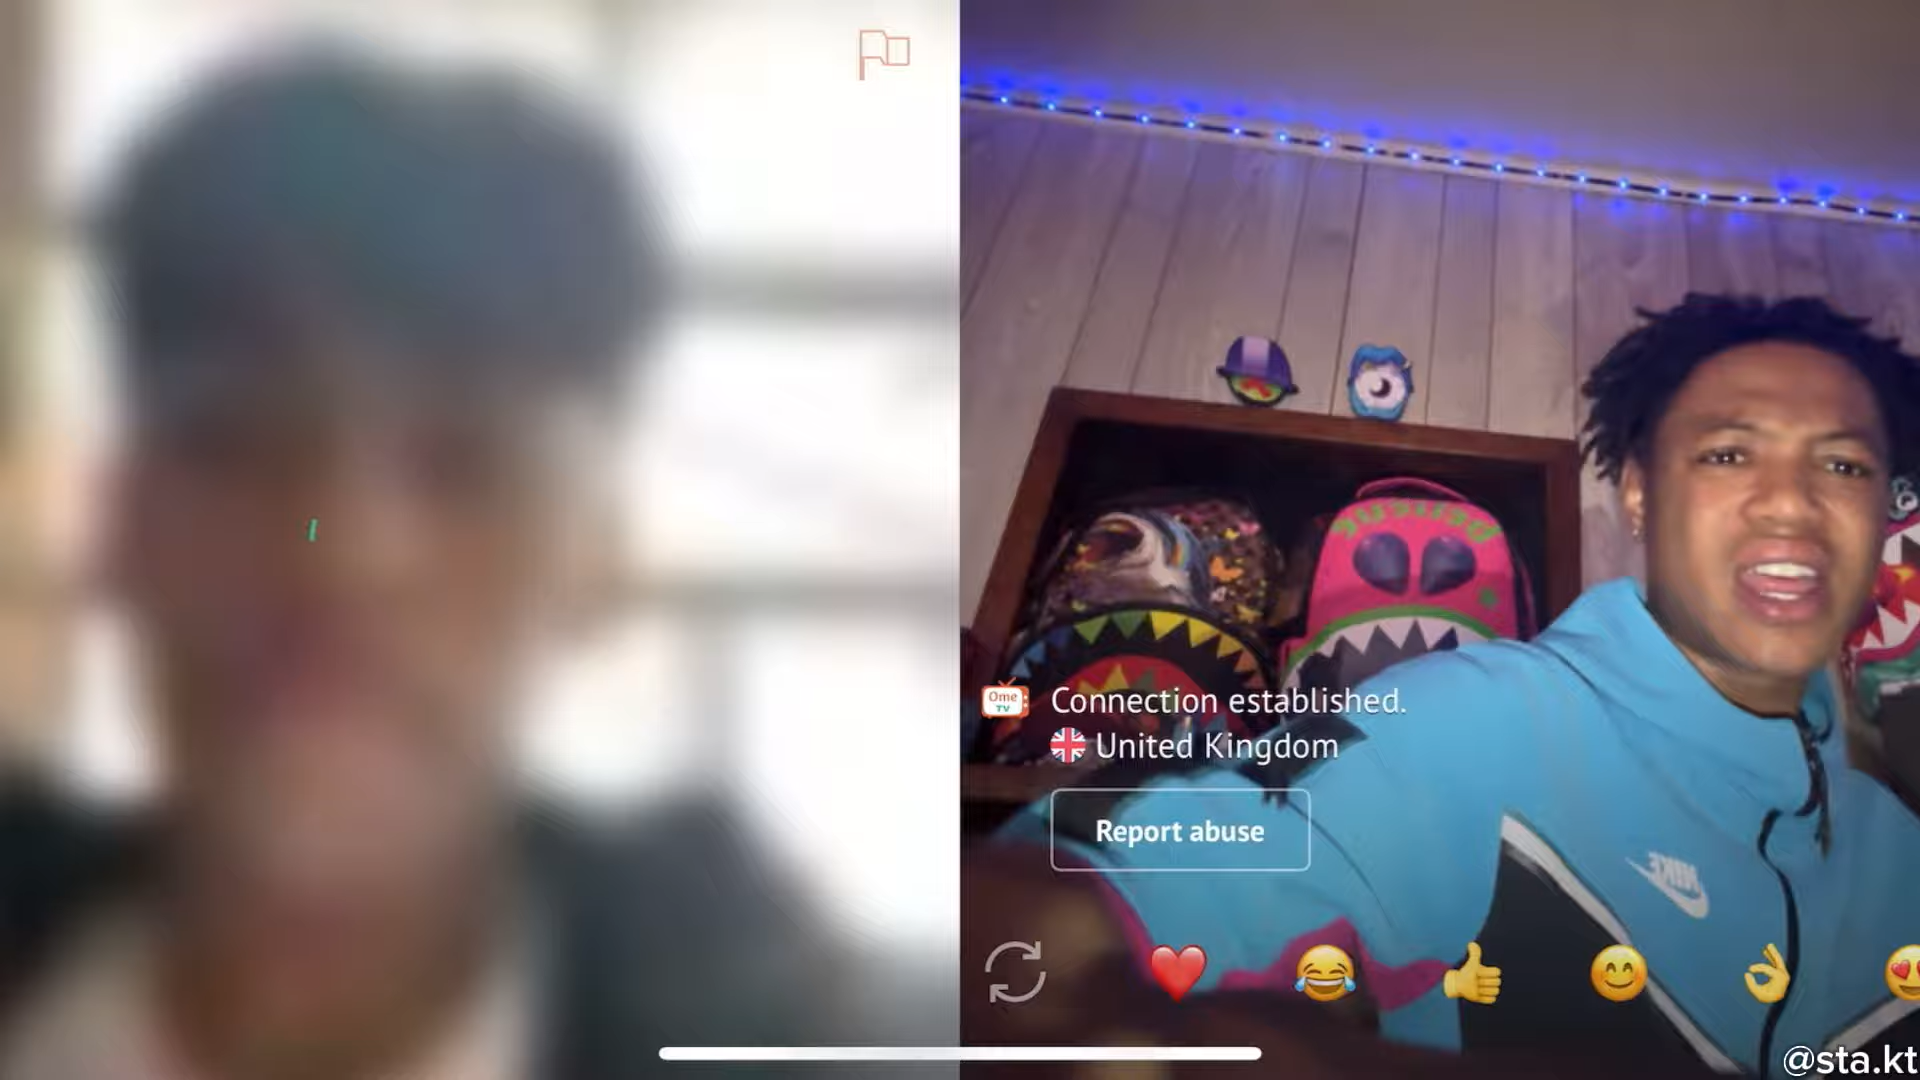 Ome
TV
Connection established.
United Kingdom
Report abuse
NIKE
@sta.kt